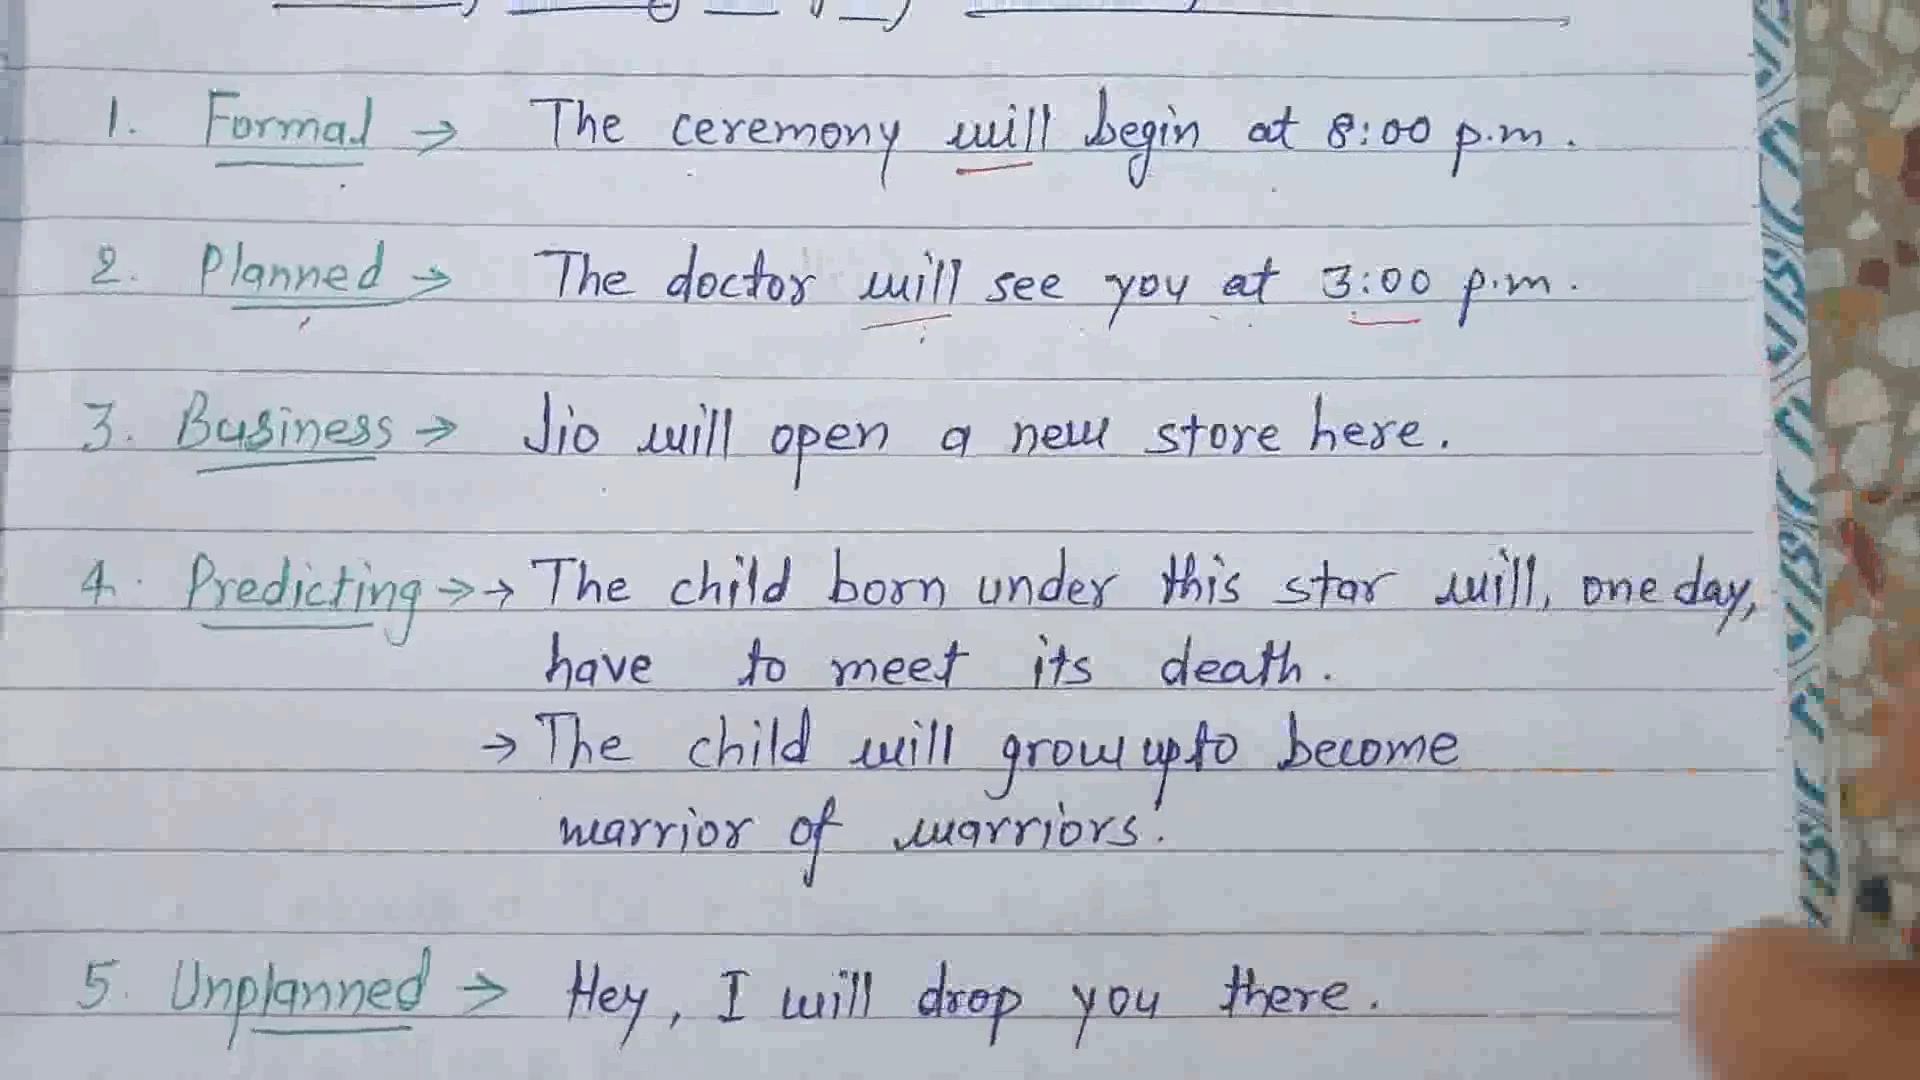 1. Formal → The ceremony will begin at 8:00 p.m.
2. Planned → The doctor will see you at 3:00 p.m.
3. Business → Jio will open a new store here.
4. Predicting → → The child born under this star will, one day,
have to meet its death.
→ The child will grow up to become
warrior of warriors.
5. Unplanned → Hey, I will drop you there.